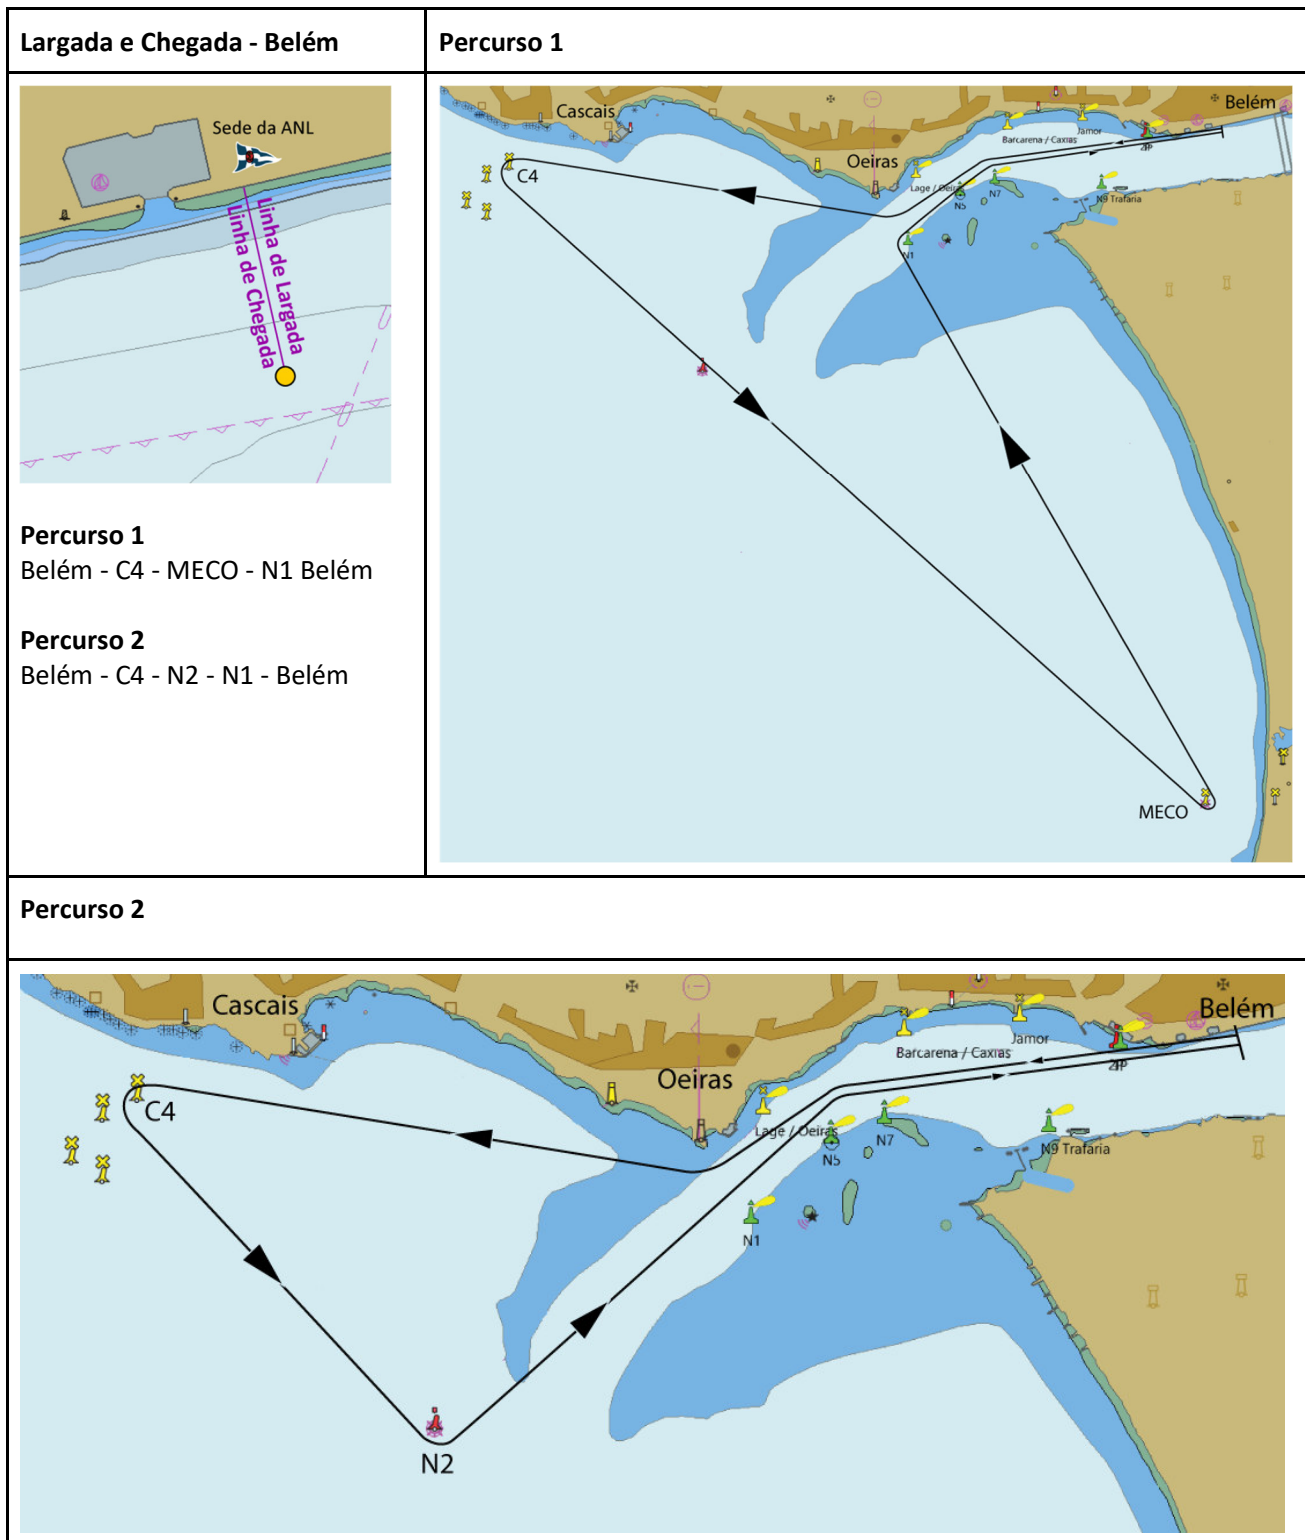 Largada e Chegada - Belém
Percurso 1
Sede da ANL
Linha de Largada
Linha de Chegada
Percurso 1
Belém - C4 - MECO - N1 Belém
Percurso 2
Belém - C4 - N2 - N1 - Belém
Cascais
Belém
Jamor
Barcarena / Caxias
Oeiras
C4
Lage / Oeiras
N7
N5
N9 Trafaria
N1
MECO
Percurso 2
Cascais
Belém
Jamor
Barcarena / Caxias
Oeiras
C4
Lage / Oeiras
N7
N5
N9 Trafaria
N1
N2